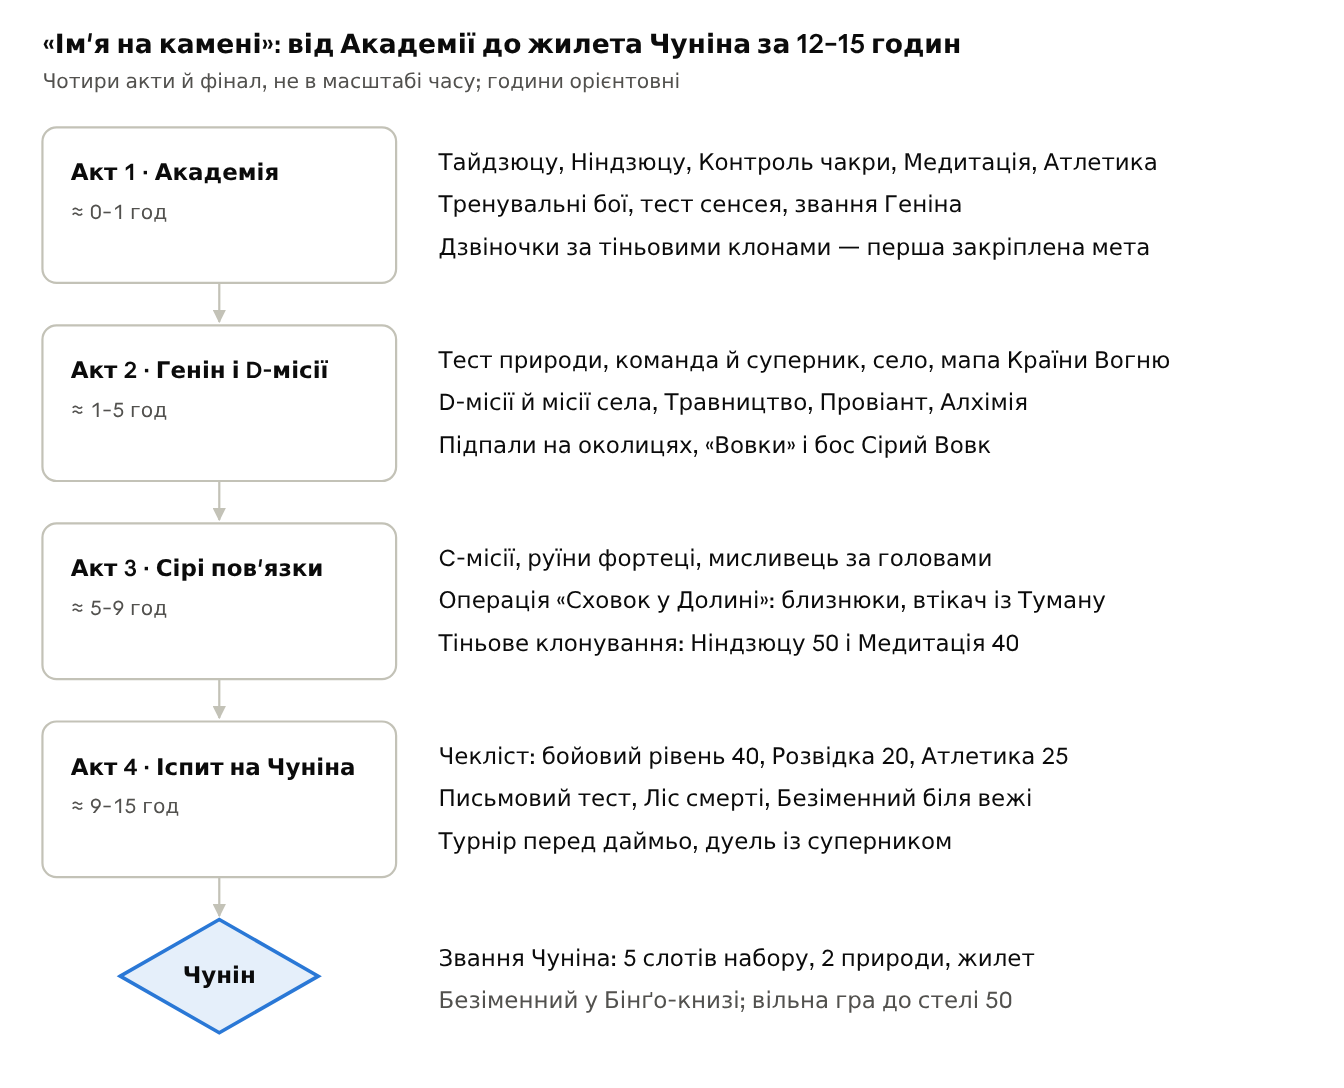 «Ім'я на камені»: від Академії до жилета Чуніна за 12–15 годин
Чотири акти й фінал, не в масштабі часу; години орієнтовні
Акт 1 · Академія
≈ 0–1 год
Тайдзюцу, Ніндзюцу, Контроль чакри, Медитація, Атлетика
Тренувальні бої, тест сенсея, звання Геніна
Дзвіночки за тіньовими клонами — перша закріплена мета
Акт 2 · Генін і D-місії
≈ 1–5 год
Тест природи, команда й суперник, село, мапа Країни Вогню
D-місії й місії села, Травництво, Провіант, Алхімія
Підпали на околицях, «Вовки» і бос Сірий Вовк
Акт 3 · Сірі пов'язки
≈ 5–9 год
C-місії, руїни фортеці, мисливець за головами
Операція «Сховок у Долині»: близнюки, втікач із Туману
Тіньове клонування: Ніндзюцу 50 і Медитація 40
Акт 4 · Іспит на Чуніна
≈ 9–15 год
Чекліст: бойовий рівень 40, Розвідка 20, Атлетика 25
Письмовий тест, Ліс смерті, Безіменний біля вежі
Турнір перед даймьо, дуель із суперником
Чунін
Звання Чуніна: 5 слотів набору, 2 природи, жилет
Безіменний у Бінґо-книзі; вільна гра до стелі 50